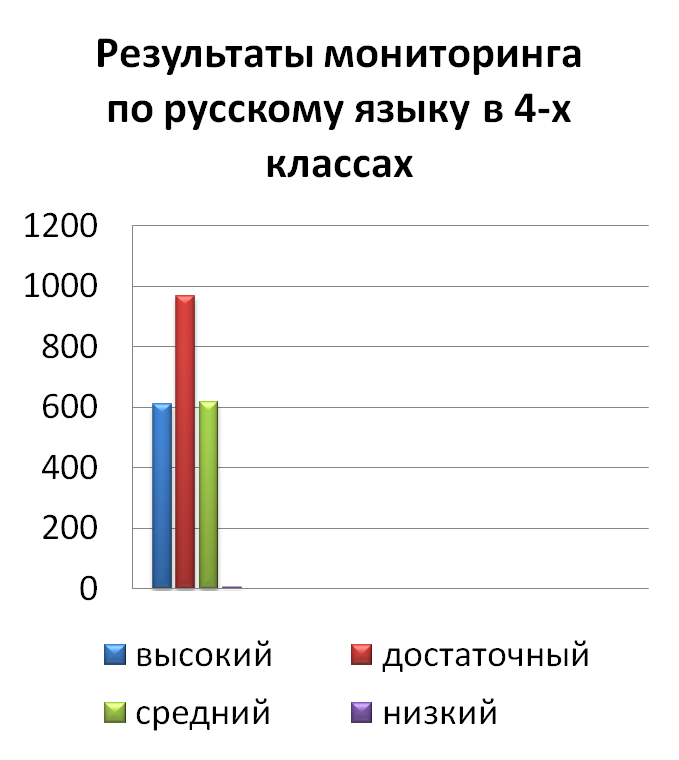 Результаты мониторинга
по русскому языку в 4-х
классах
1200
1000
800
600
400
200
0
высокий
достаточный
средний
низкий